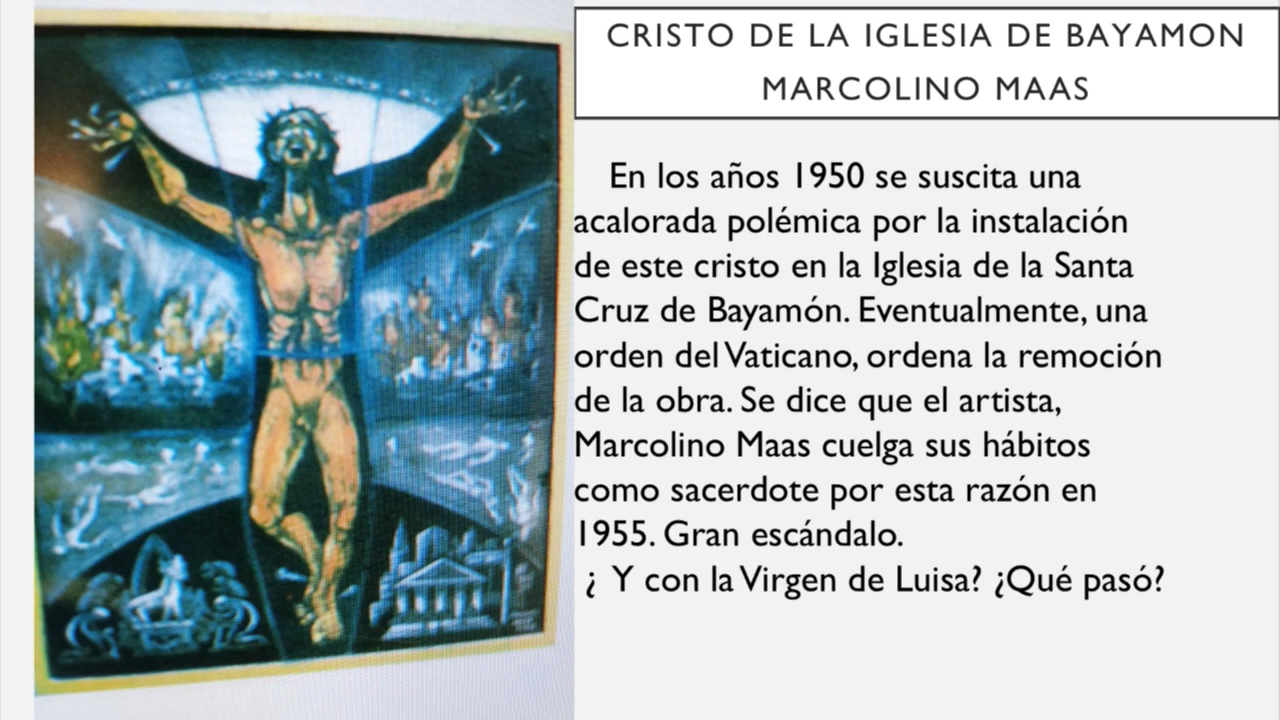 CRISTO DE LA IGLESIA DE BAYAMON
MARCOLINO MAAS
En los años 1950 se suscita una
acalorada polémica por la instalación
de este cristo en la Iglesia de la Santa
Cruz de Bayamón. Eventualmente, una
orden del Vaticano, ordena la remoción
de la obra. Se dice que el artista,
Marcolino Maas cuelga sus hábitos
como sacerdote por esta razón en
1955. Gran escándalo.
¿ Y con la Virgen de Luisa? ¿Qué pasó?